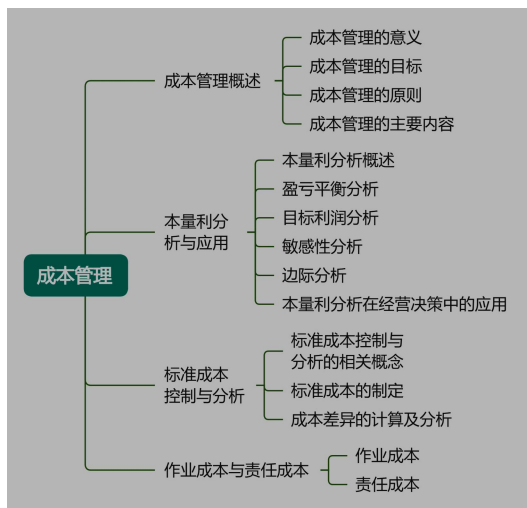 成本管理
成本管理概述
成本管理的意义
成本管理的目标
成本管理的原则
成本管理的主要内容
本量利分
析与应用
本量利分析概述
盈亏平衡分析
目标利润分析
敏感性分析
边际分析
本量利分析在经营决策中的应用
标准成本
控制与分析
标准成本控制与
分析的相关概念
标准成本的制定
成本差异的计算及分析
作业成本与责任成本
作业成本
责任成本